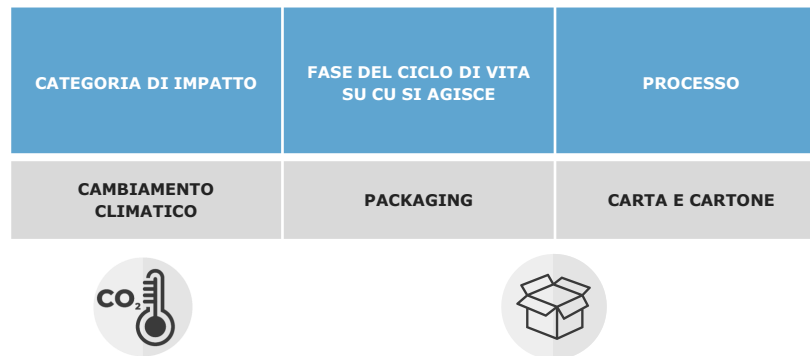 CATEGORIA DI IMPATTO
FASE DEL CICLO DI VITA
SU CU SI AGISCE
PROCESSO
CAMBIAMENTO
CLIMATICO
PACKAGING
CARTA E CARTONE
CO2